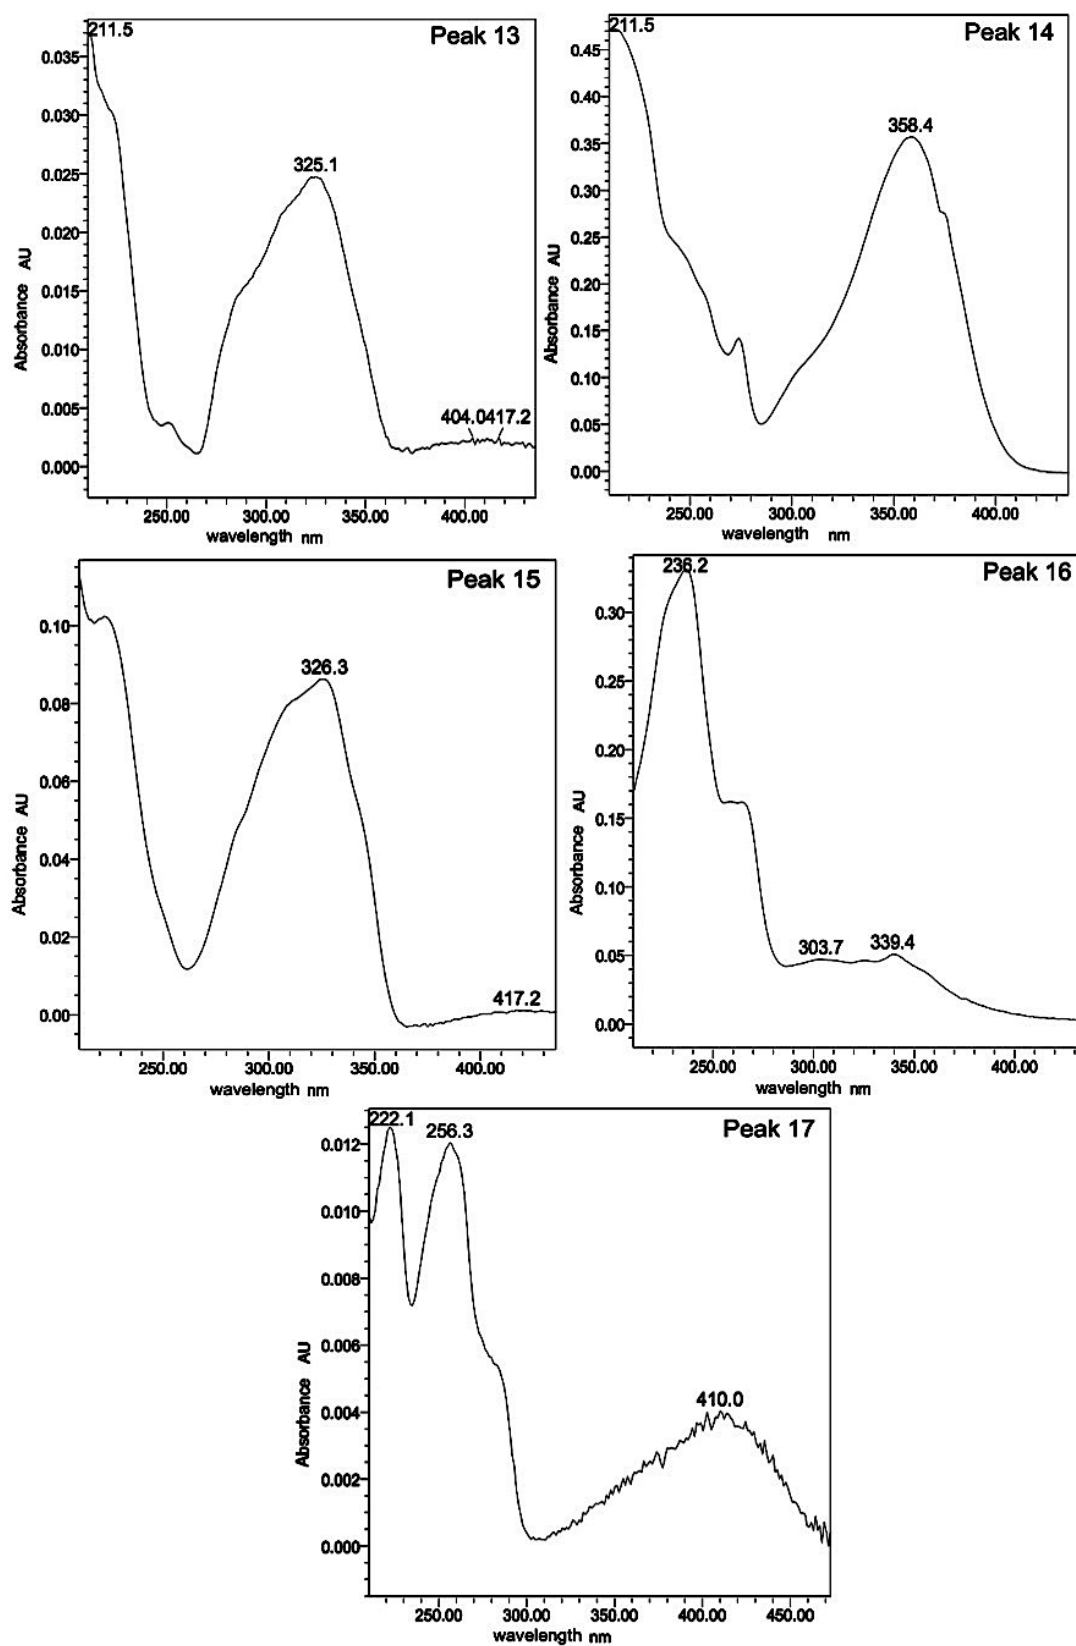 211.5
Peak 13
0.035
0.030
0.025
0.020
0.015
0.010
0.005
0.000
325.1
404.0417.2
Absorbance AU
250.00 300.00 350.00 400.00
wavelength nm
211.5
Peak 14
0.45
0.40
0.35
0.30
0.25
0.20
0.15
0.10
0.05
0.00
358.4
Absorbance AU
250.00 300.00 350.00 400.00
wavelength nm
Peak 15
0.10
0.08
0.06
0.04
0.02
0.00
326.3
417.2
Absorbance AU
250.00 300.00 350.00 400.00
wavelength nm
236.2
Peak 16
0.30
0.25
0.20
0.15
0.10
0.05
0.00
303.7
339.4
Absorbance AU
250.00 300.00 350.00 400.00
wavelength nm
222.1
256.3
Peak 17
0.012
0.010
0.008
0.006
0.004
0.002
0.000
410.0
Absorbance AU
250.00 300.00 350.00 400.00 450.00
wavelength nm